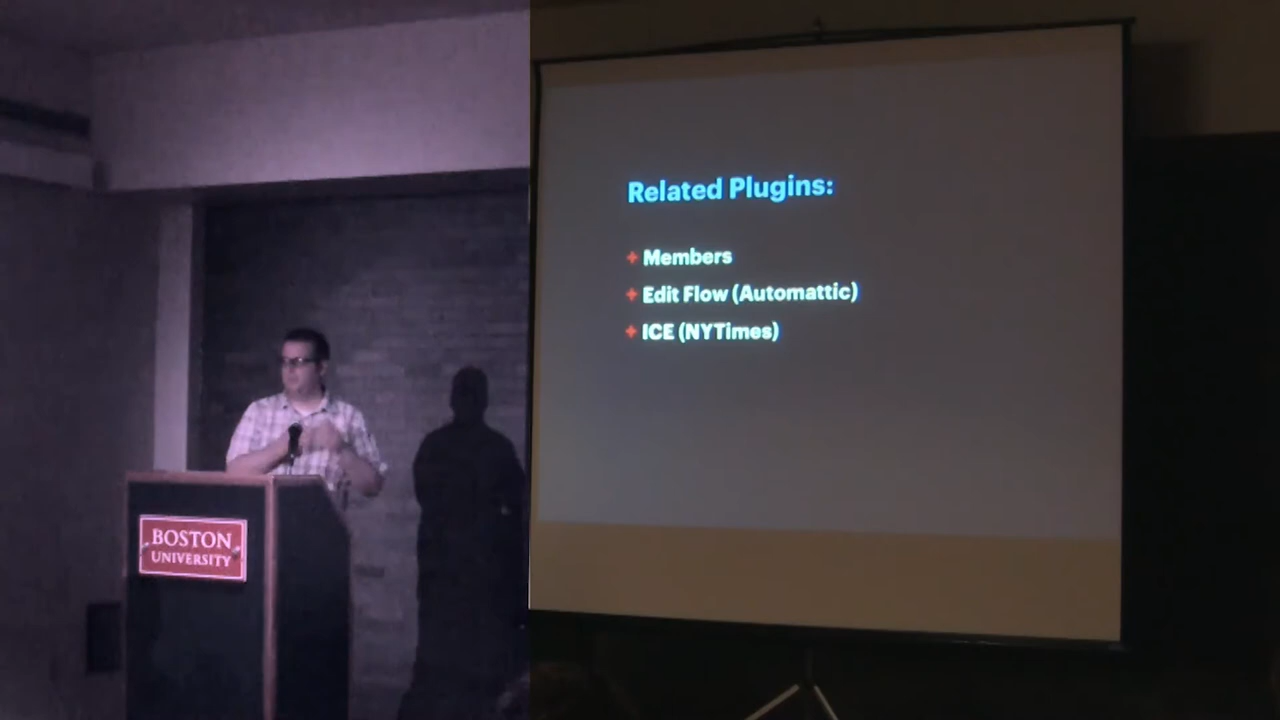 BOSTON
UNIVERSITY
Related Plugins:
+ Members
+ Edit Flow (Automattic)
+ ICE (NYTimes)